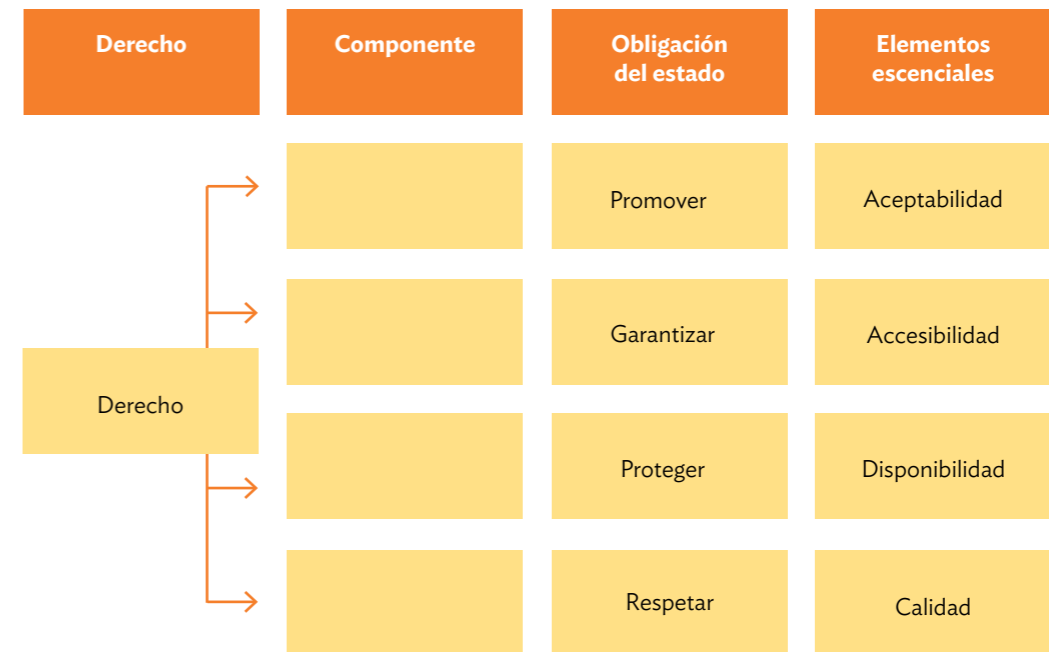 Derecho
Componente
Obligación
del estado
Elementos
escenciales
Promover
Aceptabilidad
Garantizar
Accesibilidad
Derecho
Proteger
Disponibilidad
Respetar
Calidad